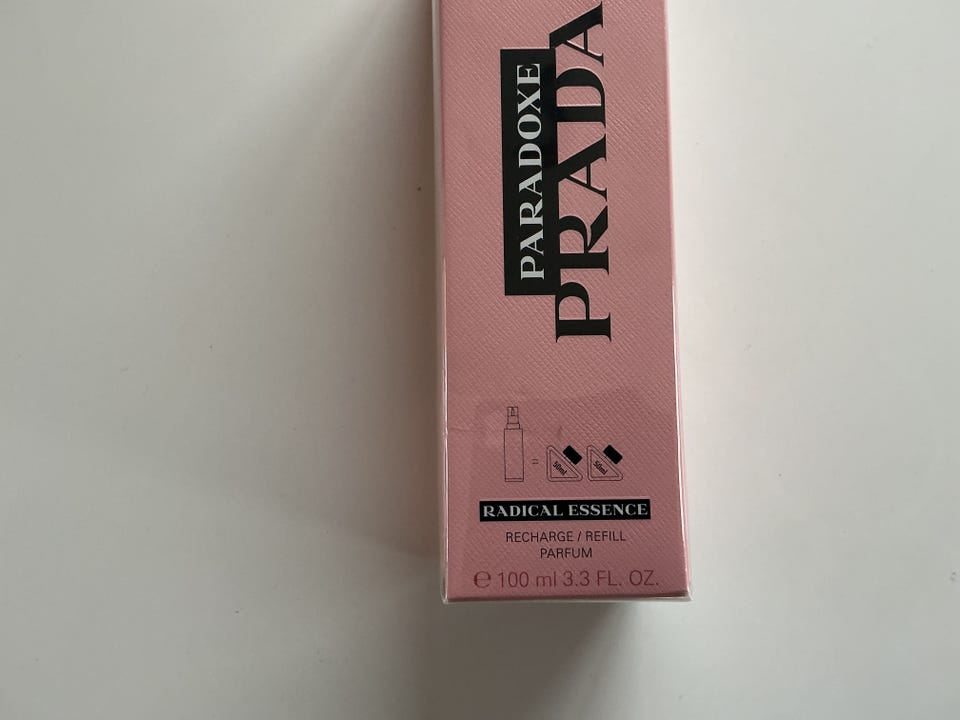 PARADOXE
PRADA
= 50ml 50ml
RADICAL ESSENCE
RECHARGE / REFILL
PARFUM
℮ 100 ml 3.3 FL. OZ.